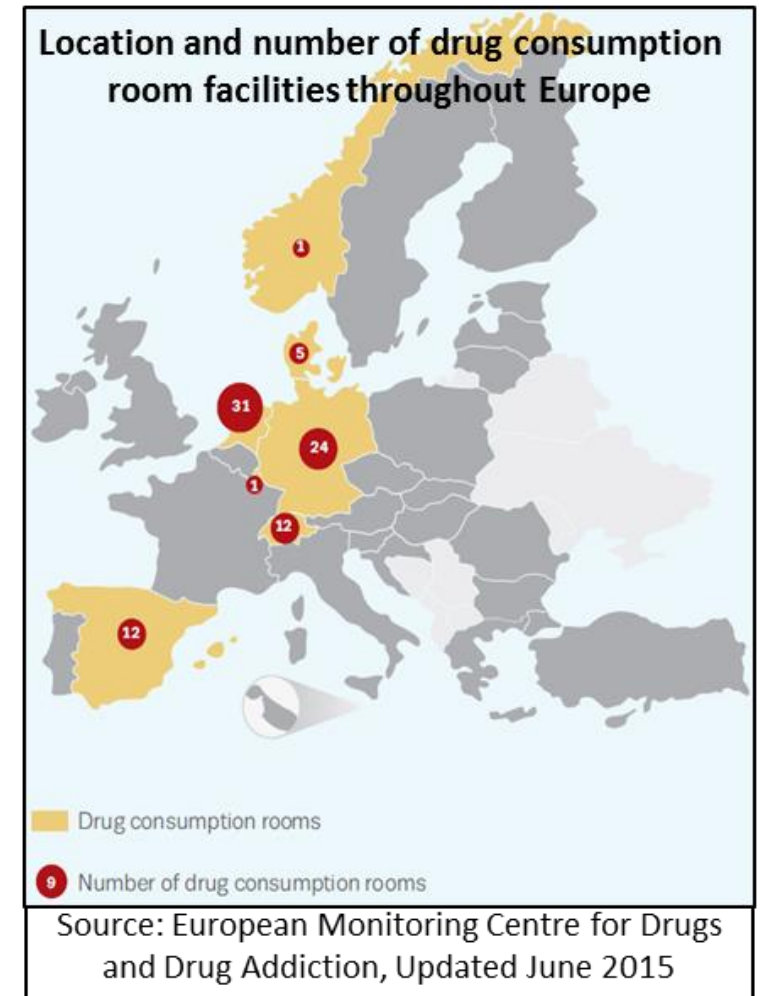 Location and number of drug consumption
room facilities throughout Europe
1
5
31
24
1
12
12
Drug consumption rooms
9 Number of drug consumption rooms
Source: European Monitoring Centre for Drugs
and Drug Addiction, Updated June 2015